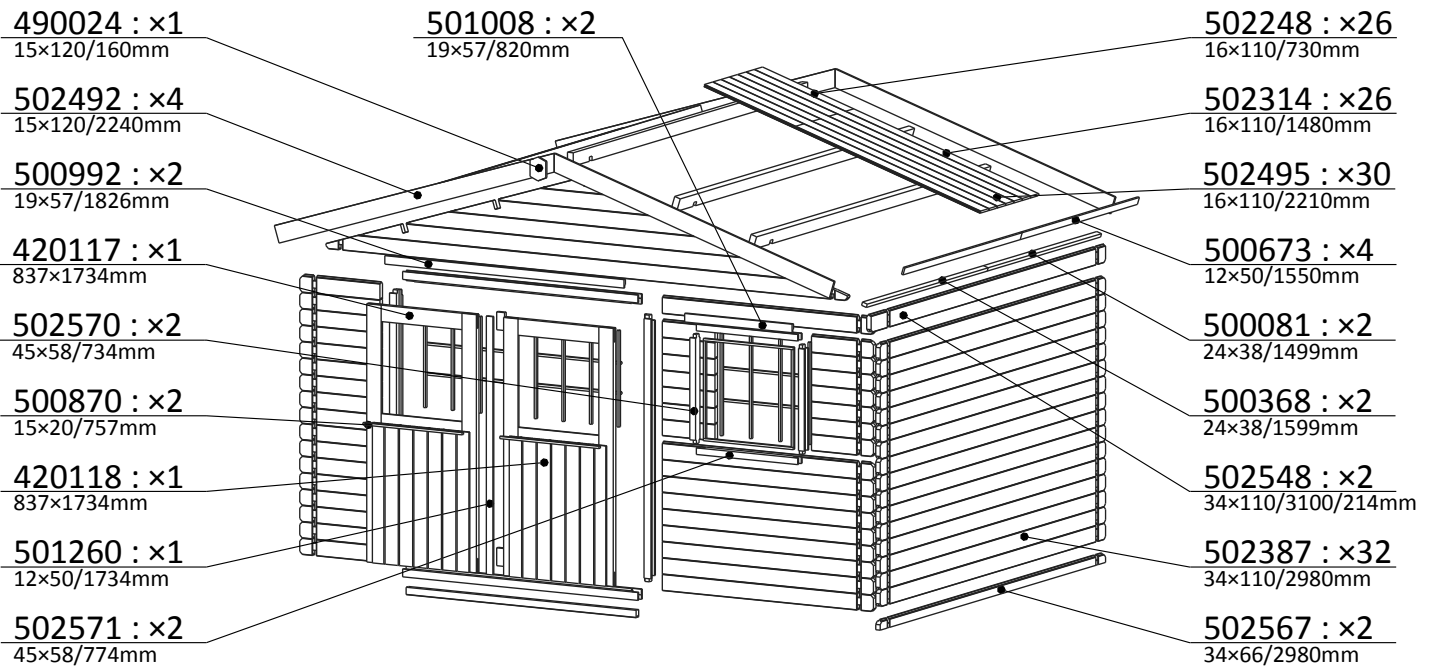 490024 : ×1
15×120/160mm
502492 : ×4
15×120/2240mm
500992 : ×2
19×57/1826mm
420117 : ×1
837×1734mm
502570 : ×2
45×58/734mm
500870 : ×2
15×20/757mm
420118 : ×1
837×1734mm
501260 : ×1
12×50/1734mm
502571 : ×2
45×58/774mm
501008 : ×2
19×57/820mm
502248 : ×26
16×110/730mm
502314 : ×26
16×110/1480mm
502495 : ×30
16×110/2210mm
500673 : ×4
12×50/1550mm
500081 : ×2
24×38/1499mm
500368 : ×2
24×38/1599mm
502548 : ×2
34×110/3100/214mm
502387 : ×32
34×110/2980mm
502567 : ×2
34×66/2980mm